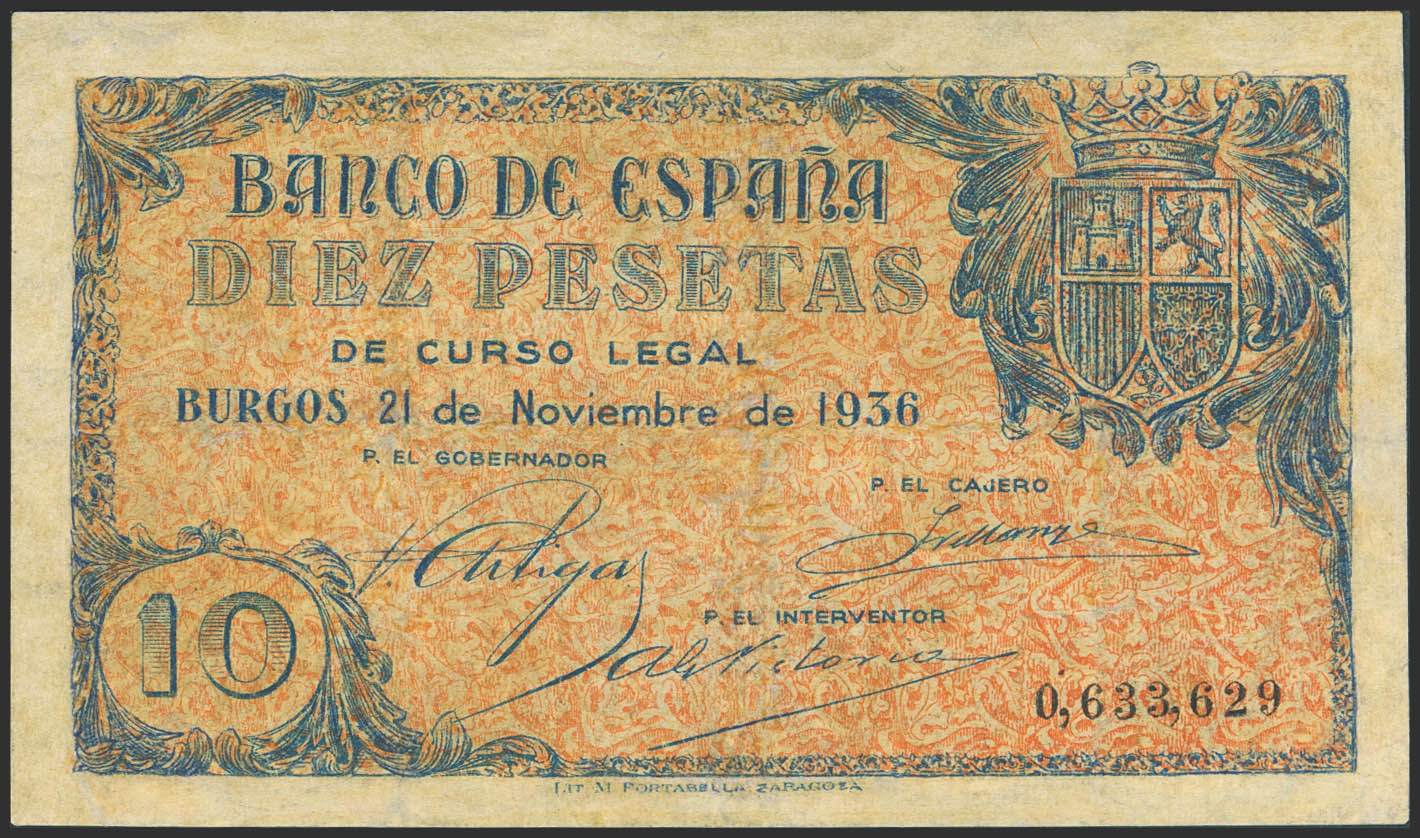 BANCO DE ESPAÑA
DIEZ PESETAS
DE CURSO LEGAL
BURGOS 21 de Noviembre de 1936
P. EL GOBERNADOR
P. EL CAJERO
P. EL INTERVENTOR
10
0,633,629
LIT M PORTABELLA ZARAGOZA